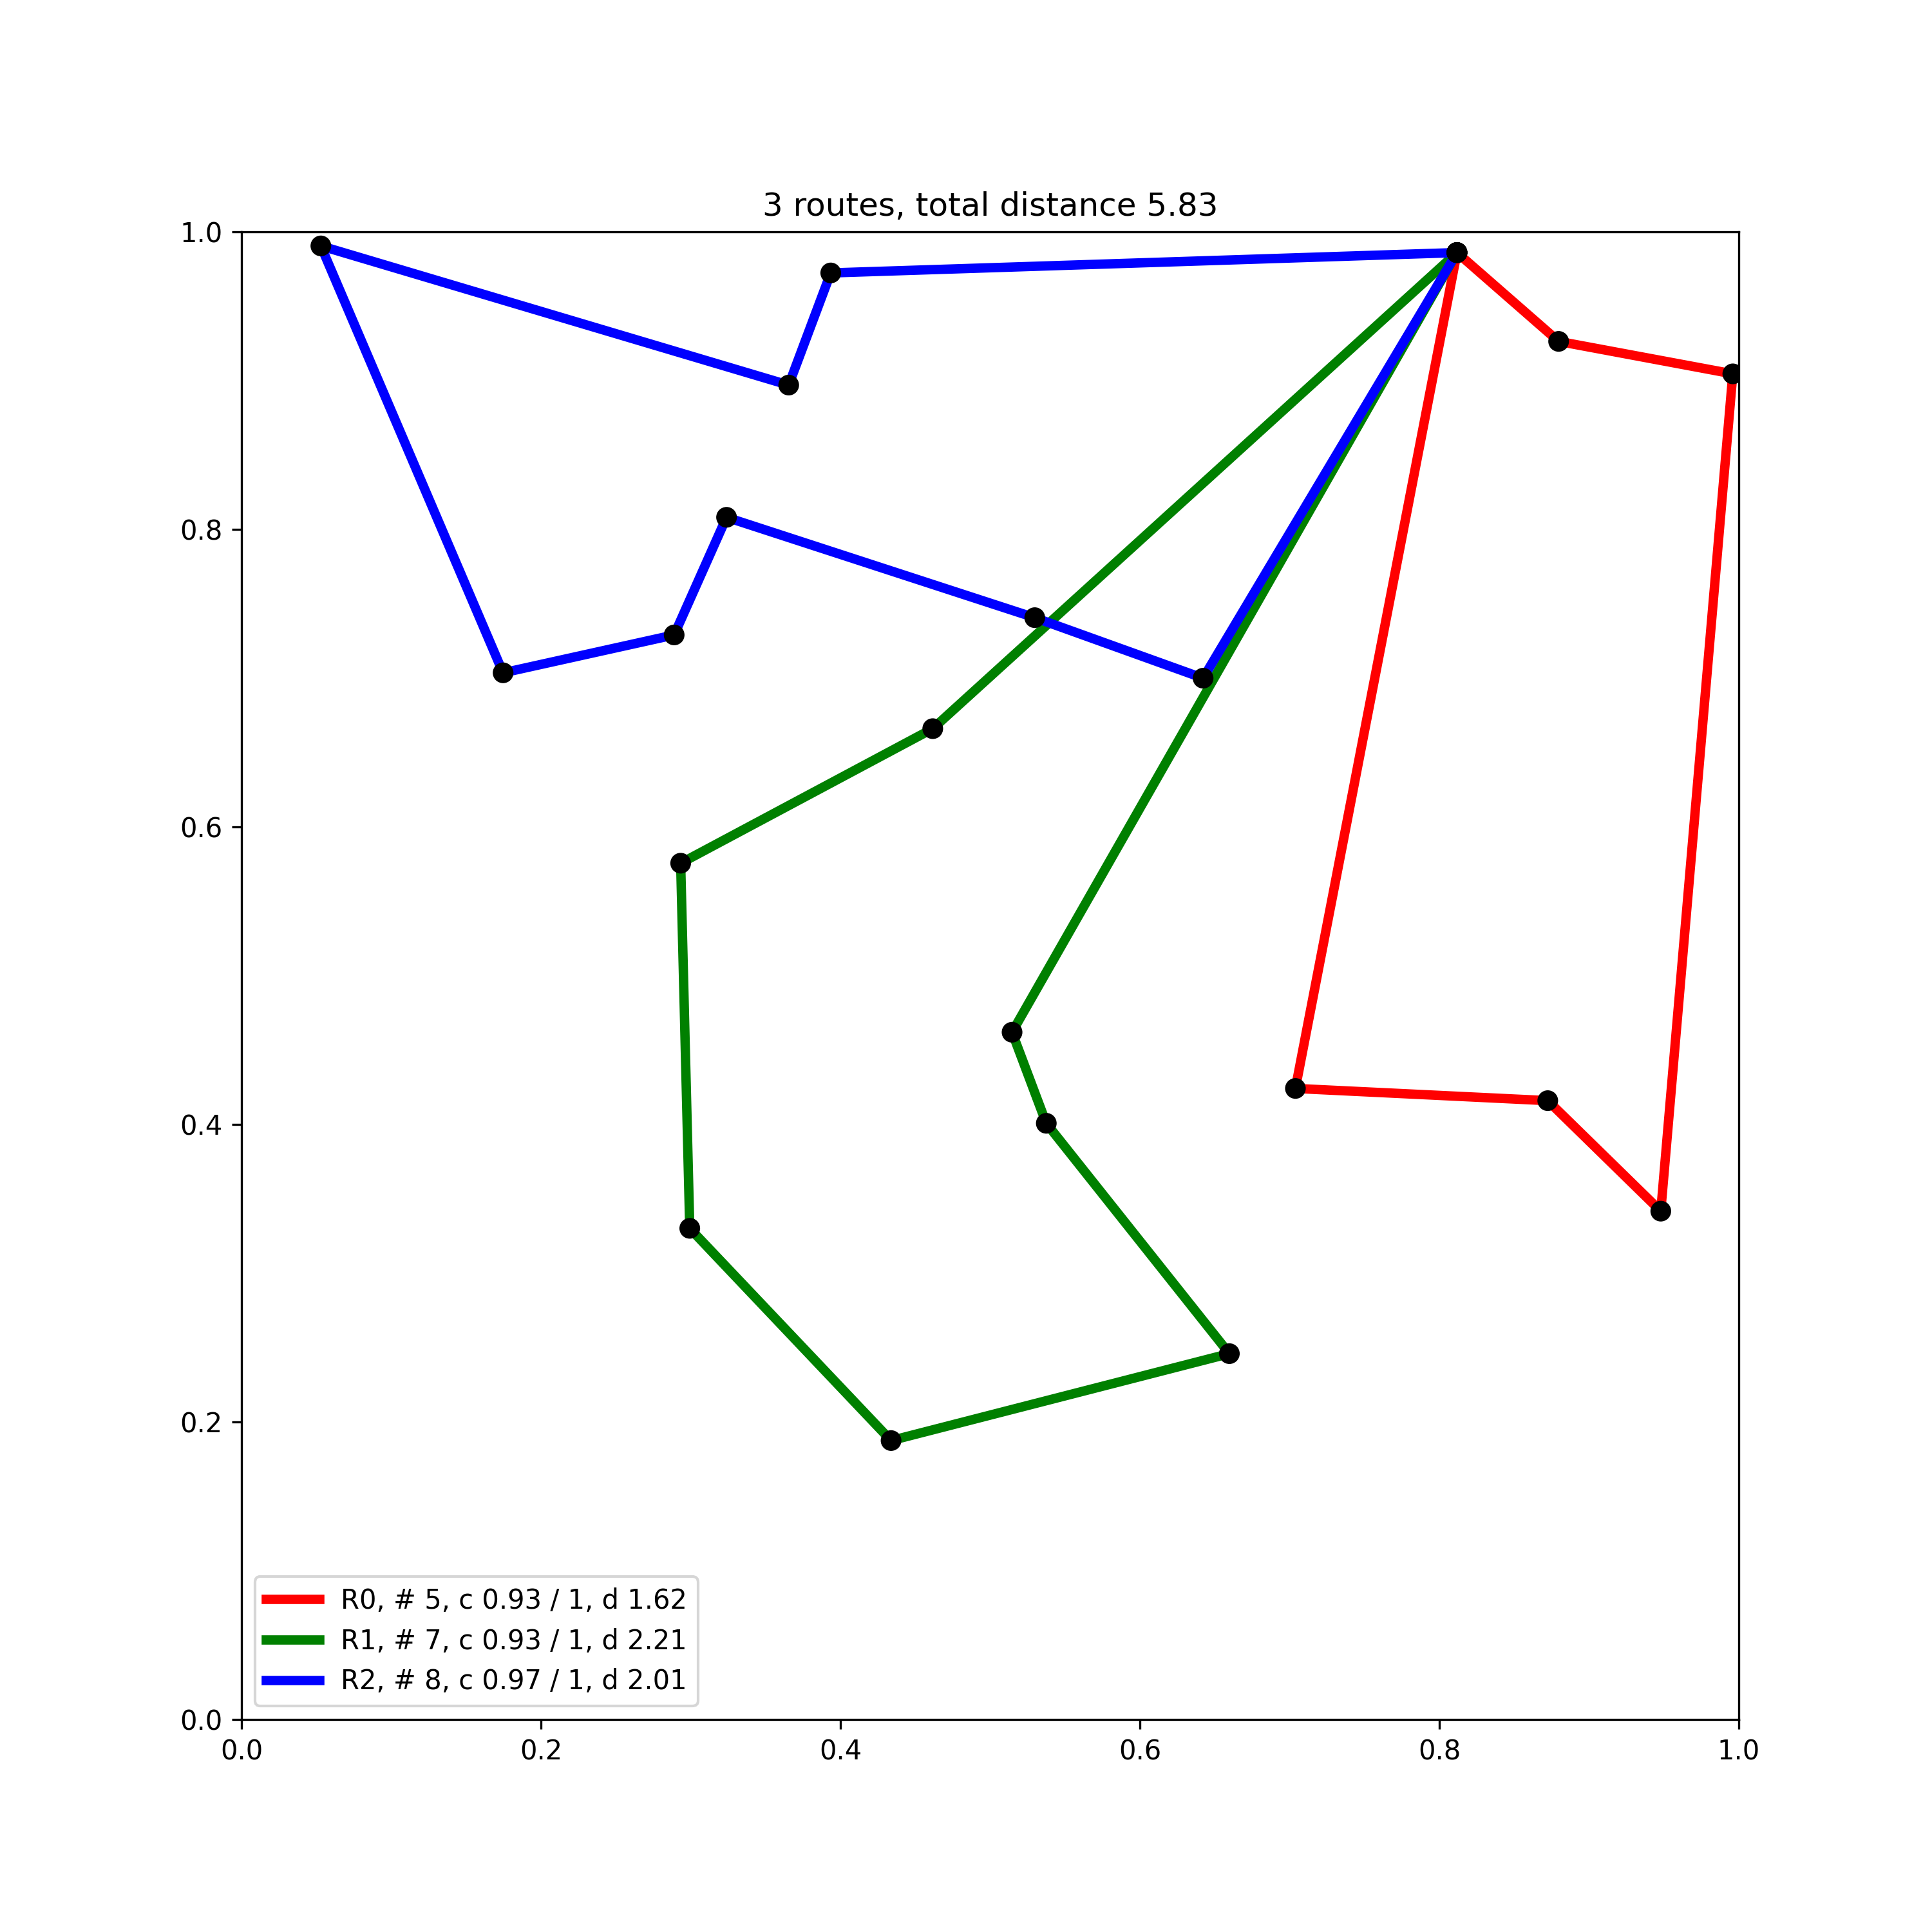 3 routes, total distance 5.83
1.0
0.8
0.6
0.4
0.2
0.0
R0, # 5, c 0.93 / 1, d 1.62
R1, # 7, c 0.93 / 1, d 2.21
R2, # 8, c 0.97 / 1, d 2.01
0.0 0.2 0.4 0.6 0.8 1.0